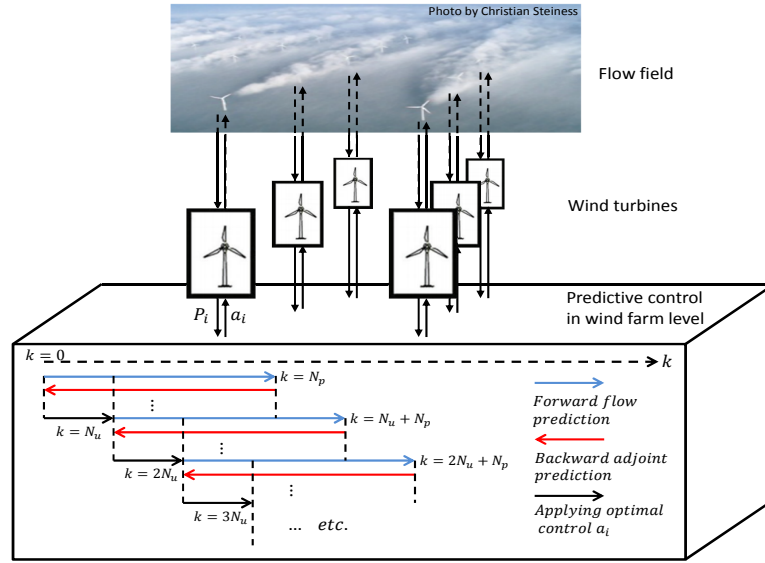 Photo by Christian Steiness
Flow field
Wind turbines
P_i a_i
Predictive control
in wind farm level
k = 0
k
k = N_p
⋮
k = N_u
k = N_u + N_p
⋮
k = 2N_u
k = 2N_u + N_p
⋮
⋮
k = 3N_u
... etc.
Forward flow
prediction
Backward adjoint
prediction
Applying optimal
control a_i